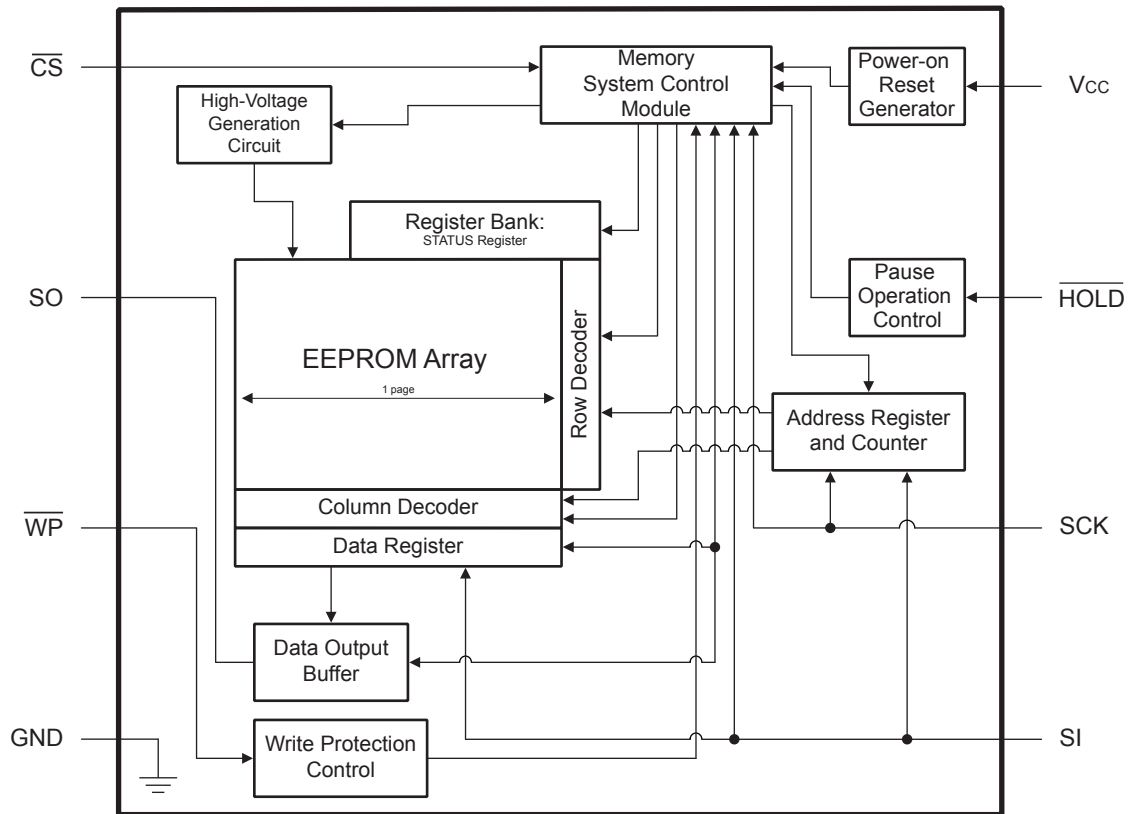 CS
Memory
System Control
Module
Power-on
Reset
Generator
VCC
High-Voltage
Generation
Circuit
Register Bank:
STATUS Register
SO
Pause
Operation
Control
HOLD
EEPROM Array
1 page
Row Decoder
Address Register
and Counter
Column Decoder
WP
SCK
Data Register
Data Output
Buffer
GND
Write Protection
Control
SI